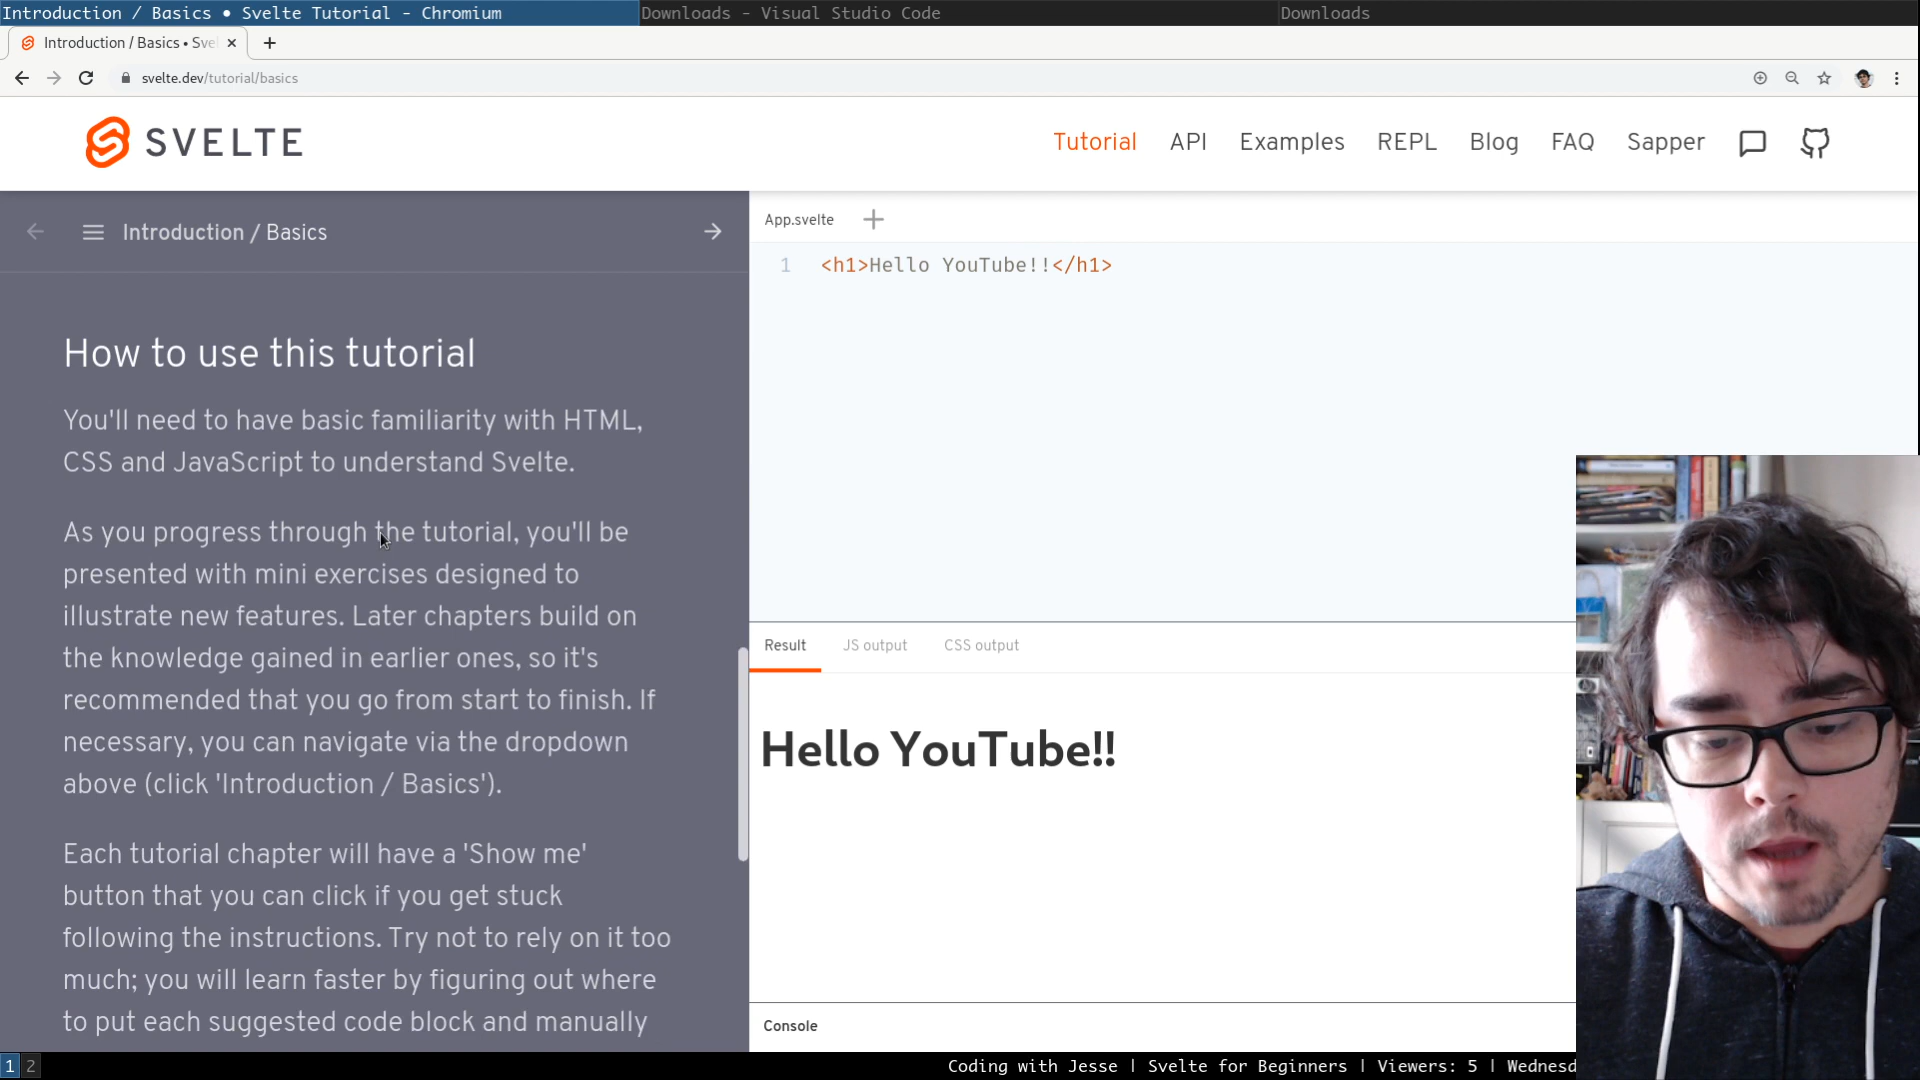 Introduction / Basics • Svelte Tutorial - Chromium
Downloads - Visual Studio Code
Downloads
Introduction / Basics • Sve
svelte.dev/tutorial/basics
SVELTE
Tutorial
API
Examples
REPL
Blog
FAQ
Sapper
Introduction / Basics
How to use this tutorial
You'll need to have basic familiarity with HTML,
CSS and JavaScript to understand Svelte.
As you progress through the tutorial, you'll be
presented with mini exercises designed to
illustrate new features. Later chapters build on
the knowledge gained in earlier ones, so it's
recommended that you go from start to finish. If
necessary, you can navigate via the dropdown
above (click 'Introduction / Basics').
Each tutorial chapter will have a 'Show me'
button that you can click if you get stuck
following the instructions. Try not to rely on it too
much; you will learn faster by figuring out where
to put each suggested code block and manually
App.svelte
1 <h1>Hello YouTube!!</h1>
Result
JS output
CSS output
Hello YouTube!!
Console
1 2
Coding with Jesse | Svelte for Beginners | Viewers: 5 | Wednesd